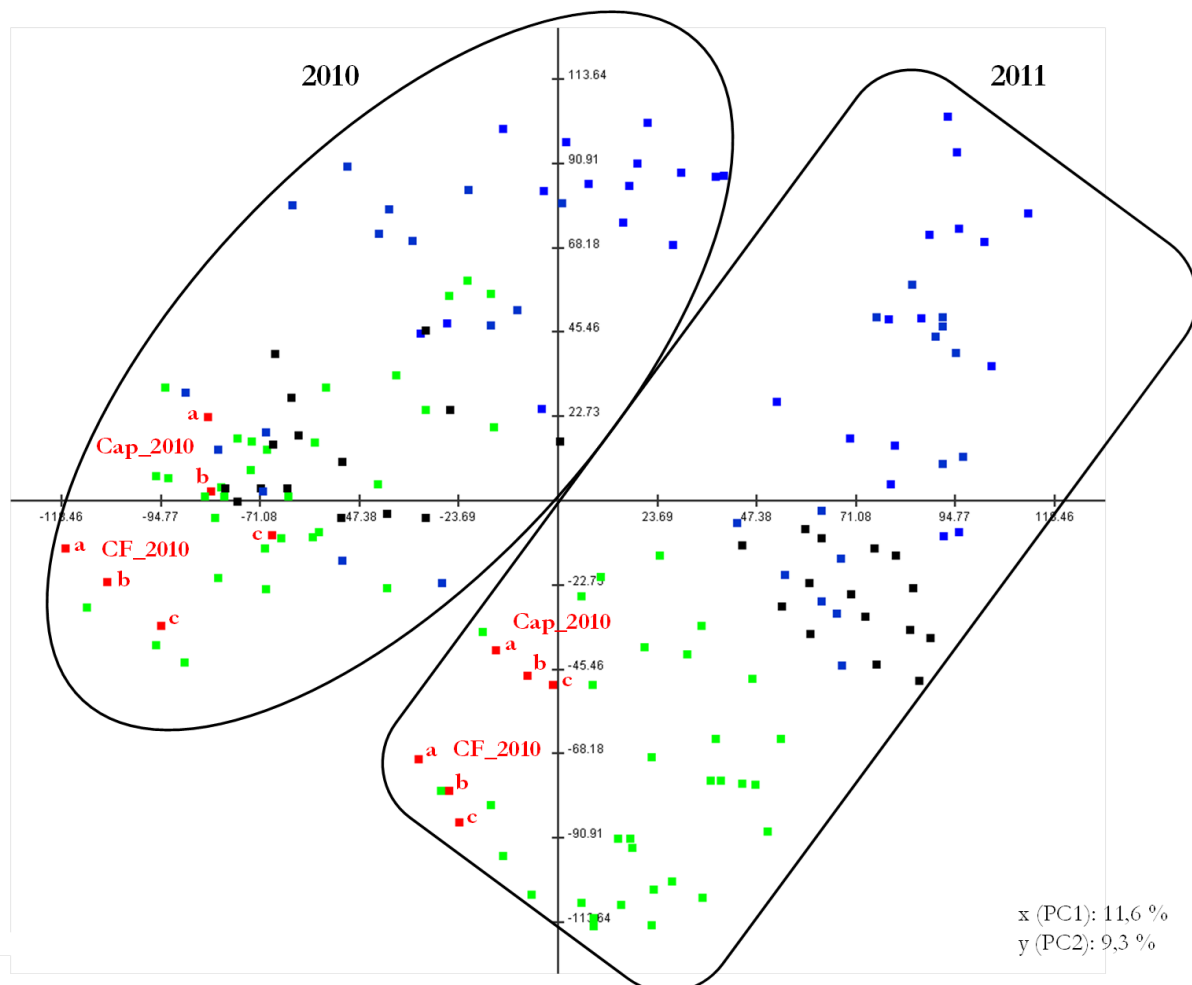 2010
2011
113.64
90.91
68.18
45.46
22.73
a
Cap_2010
b
-118.46 -94.77 -71.08 -47.38 -23.69 23.69 47.38 71.08 94.77 118.46
c
a CF_2010
b
-22.73
c
Cap_2010
a
b
-45.46
c
-68.18
a CF_2010
b
c
-90.91
-113.64
x (PC1): 11,6 %
y (PC2): 9,3 %